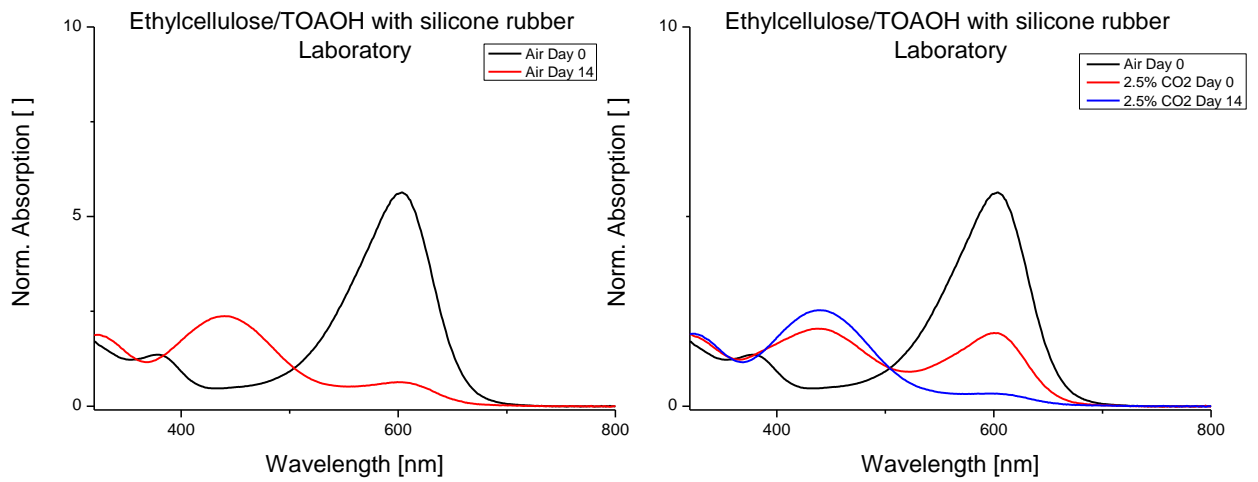 Ethylcellulose/TOAOH with silicone rubber
Laboratory
Air Day 0
Air Day 14
10
5
0
400
600
800
Norm. Absorption [ ]
Wavelength [nm]
Ethylcellulose/TOAOH with silicone rubber
Laboratory
Air Day 0
2.5% CO2 Day 0
2.5% CO2 Day 14
10
5
0
400
600
800
Norm. Absorption [ ]
Wavelength [nm]